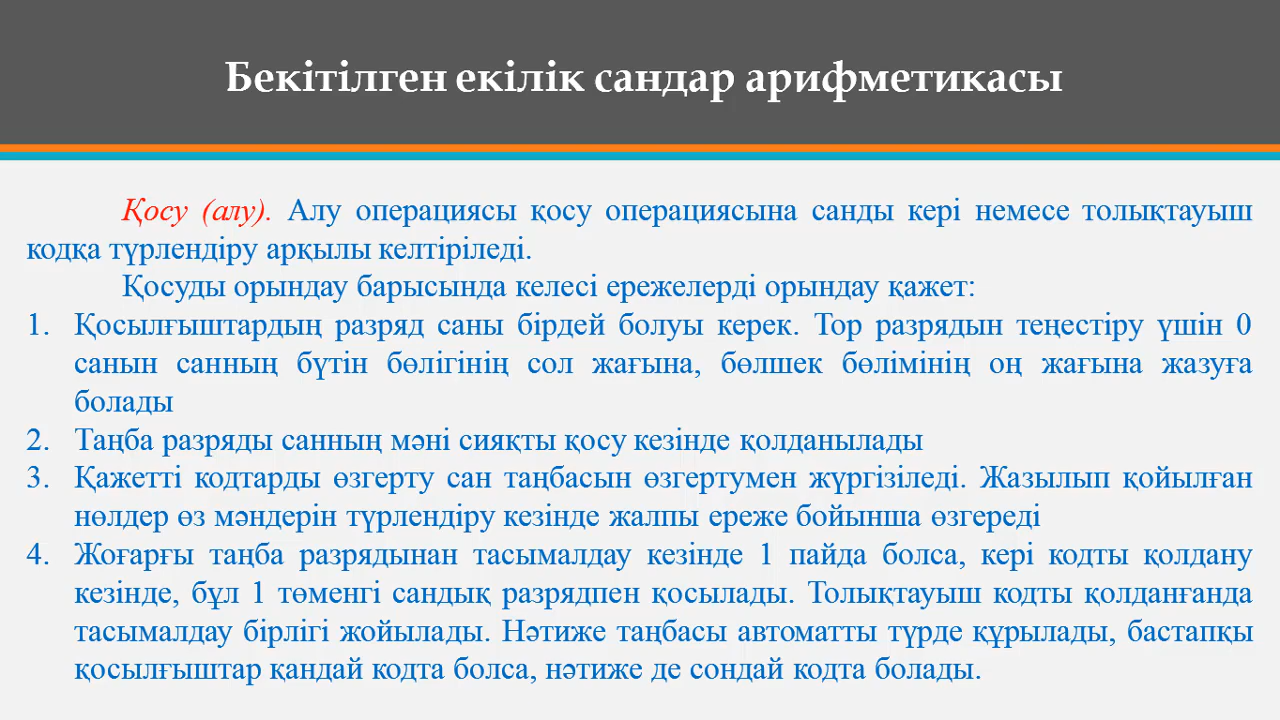 Бекітілген екілік сандар арифметикасы
Қосу (алу). Алу операциясы қосу операциясына санды кері немесе толықтауыш
кодқа түрлендіру арқылы келтіріледі.
Қосуды орындау барысында келесі ережелерді орындау қажет:
1. Қосылғыштардың разряд саны бірдей болуы керек. Тор разрядын теңестіру үшін 0
санын санның бүтін бөлігінің сол жағына, бөлшек бөлімінің оң жағына жазуға
болады
2. Таңба разряды санның мәні сияқты қосу кезінде қолданылады
3. Қажетті кодтарды өзгерту сан таңбасын өзгертумен жүргізіледі. Жазылып қойылған
нөлдер өз мәндерін түрлендіру кезінде жалпы ереже бойынша өзгереді
4. Жоғарғы таңба разрядынан тасымалдау кезінде 1 пайда болса, кері кодты қолдану
кезінде, бұл 1 төменгі сандық разрядпен қосылады. Толықтауыш кодты қолданғанда
тасымалдау бірлігі жойылады. Нәтиже таңбасы автоматты түрде құрылады, бастапқы
қосылғыштар қандай кодта болса, нәтиже де сондай кодта болады.